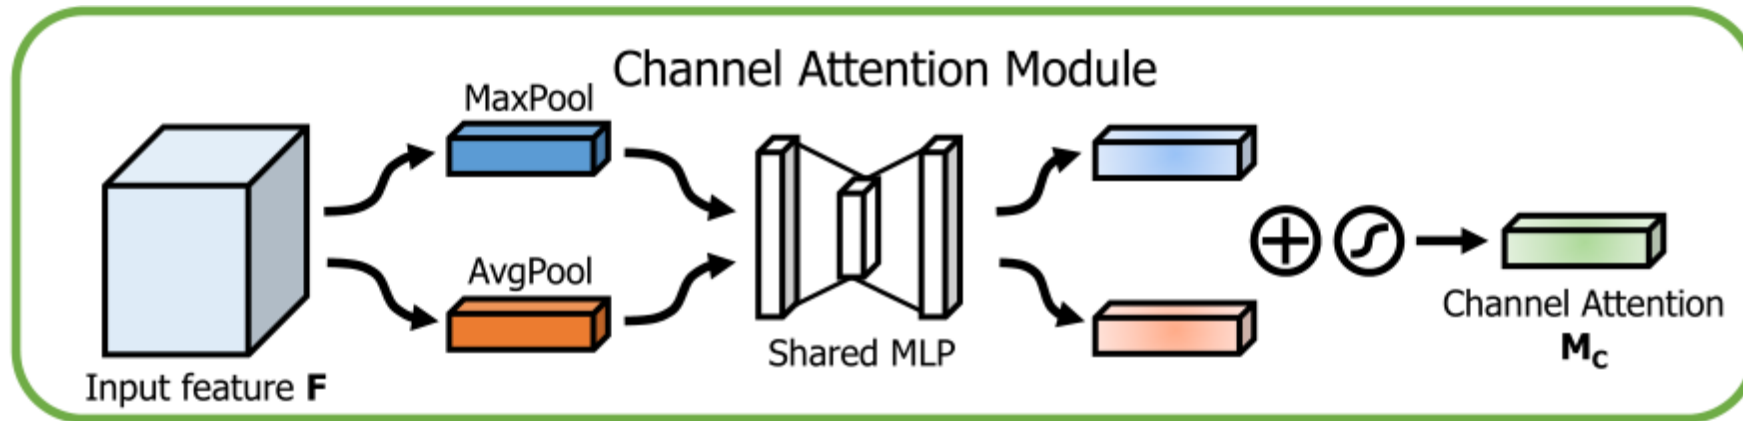 Channel Attention Module
MaxPool
AvgPool
Input feature F
Shared MLP
Channel Attention
Mc